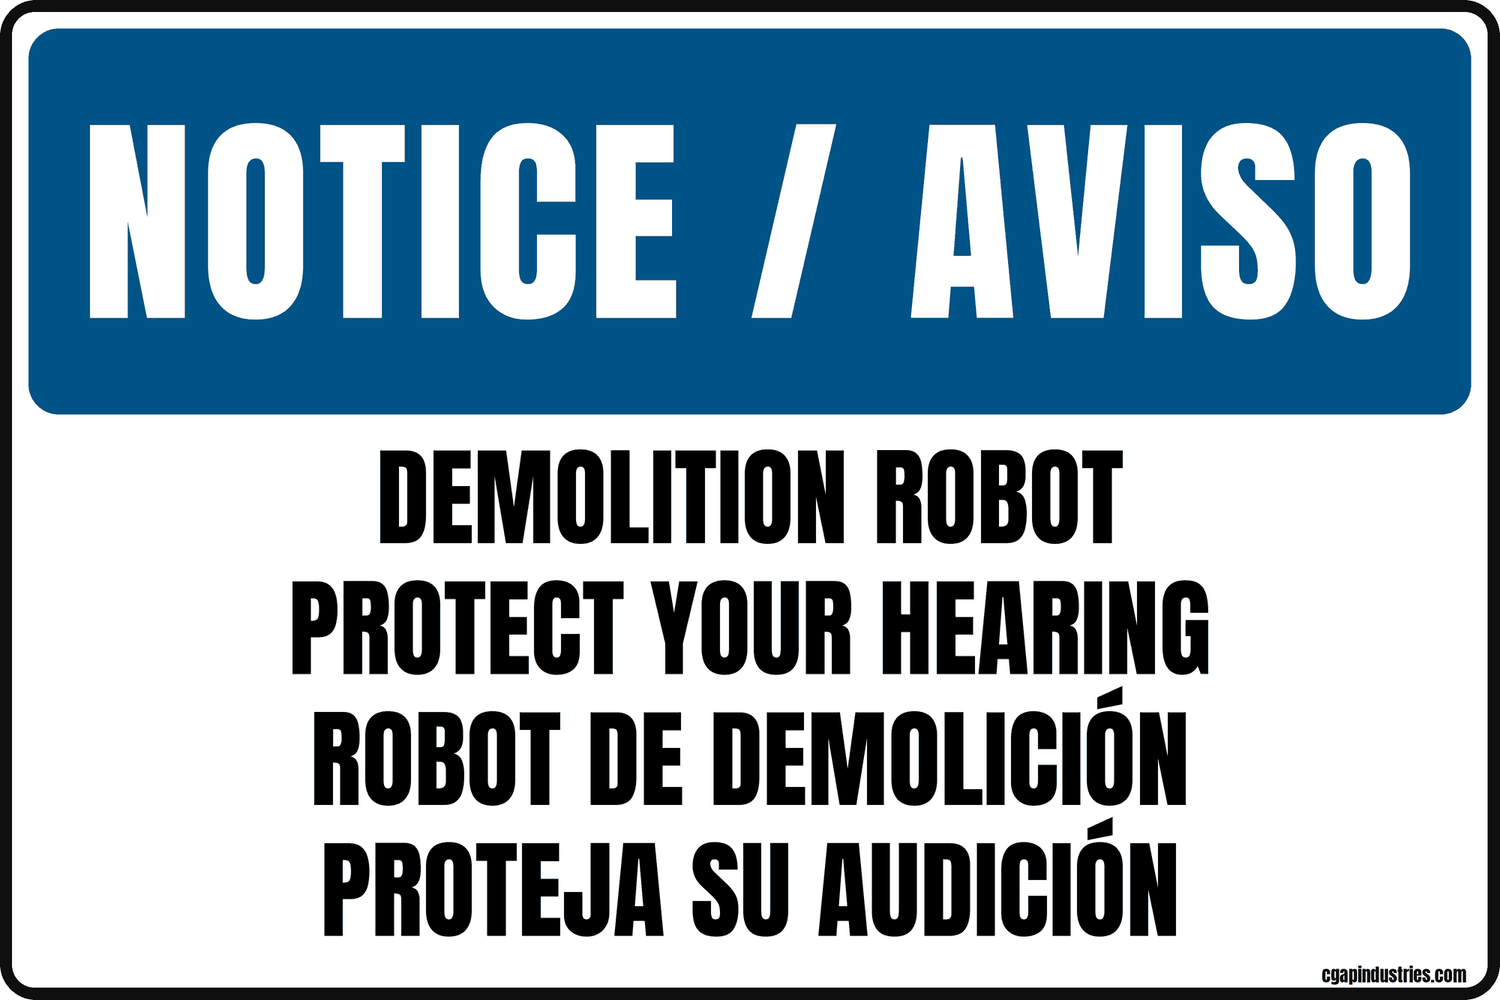 NOTICE / AVISO
DEMOLITION ROBOT
PROTECT YOUR HEARING
ROBOT DE DEMOLICIÓN
PROTEJA SU AUDICIÓN
cgapindustries.com